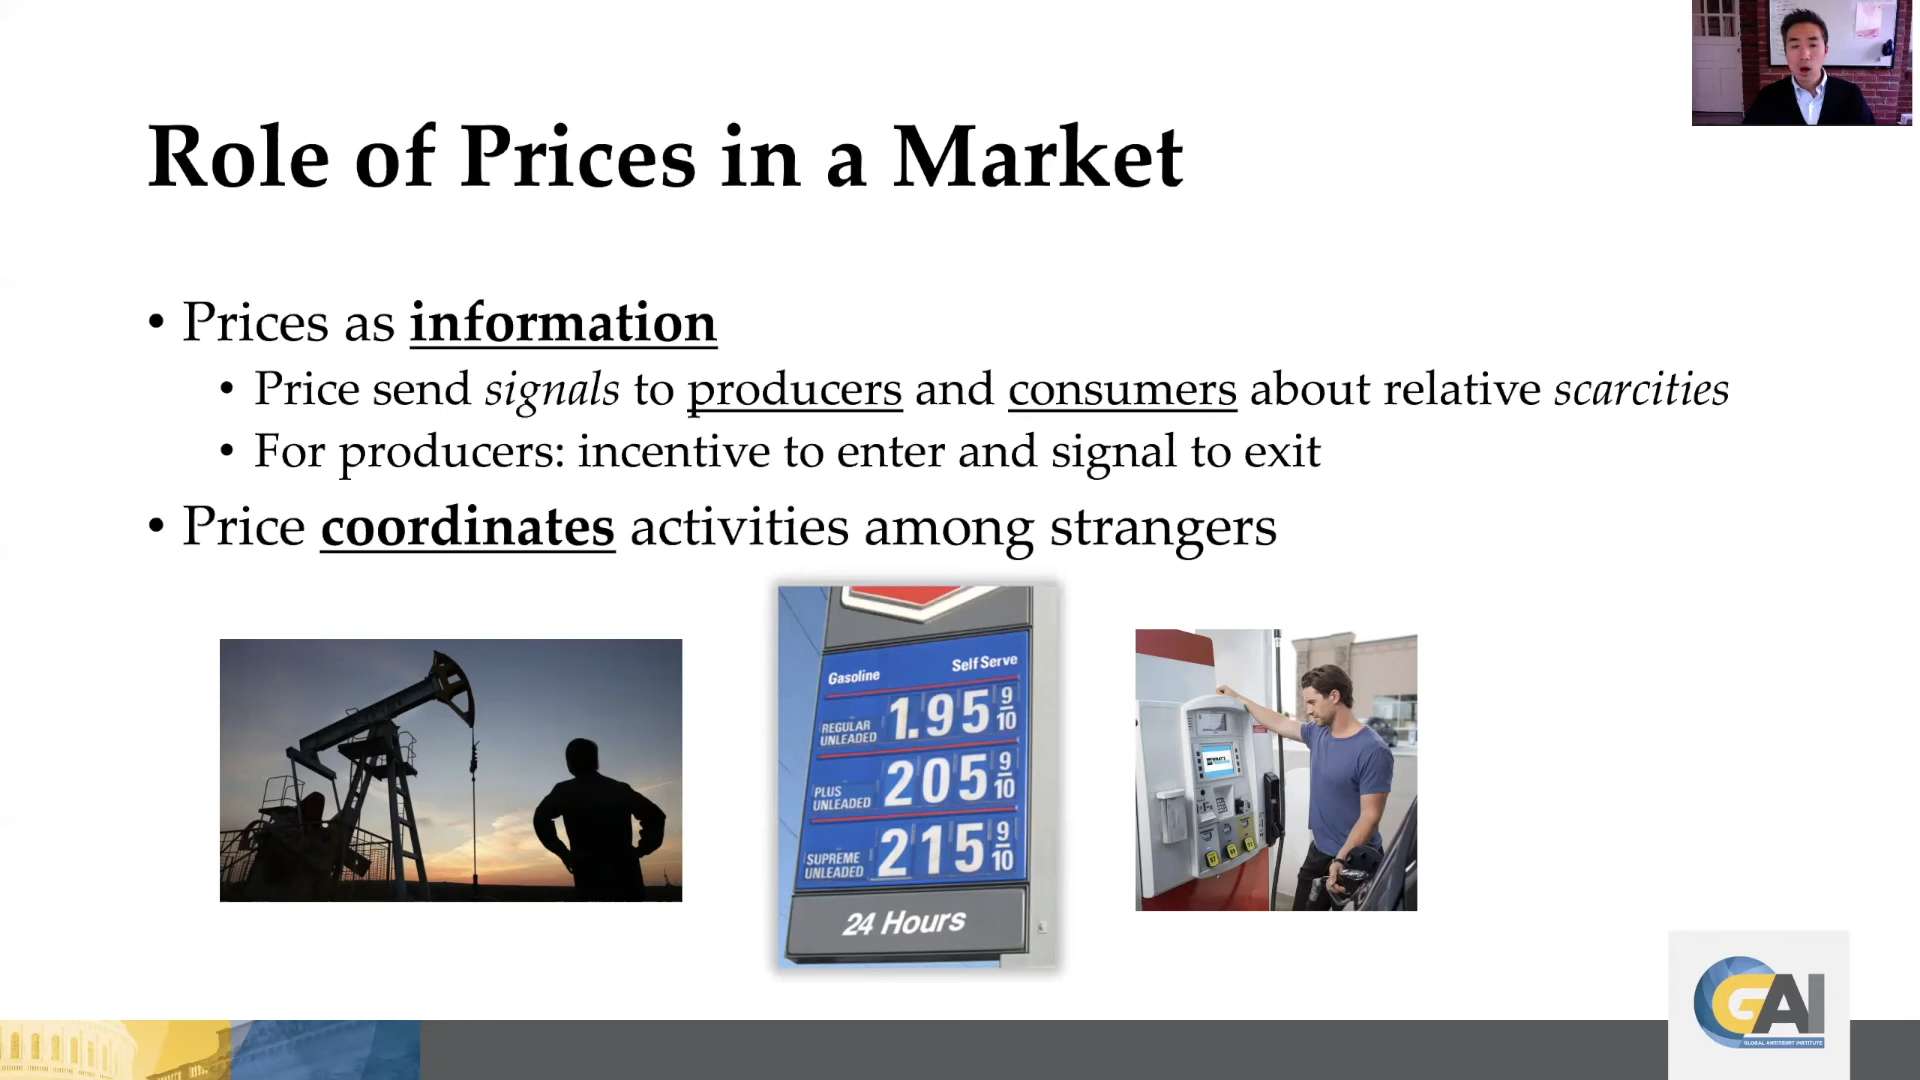 Role of Prices in a Market
• Prices as information
• Price send signals to producers and consumers about relative scarcities
• For producers: incentive to enter and signal to exit
• Price coordinates activities among strangers
Gasoline Self Serve
REGULAR UNLEADED 1.95 9/10
PLUS UNLEADED 205 9/10
SUPREME UNLEADED 215 9/10
24 Hours
GAI
GLOBAL ANTITRUST INSTITUTE